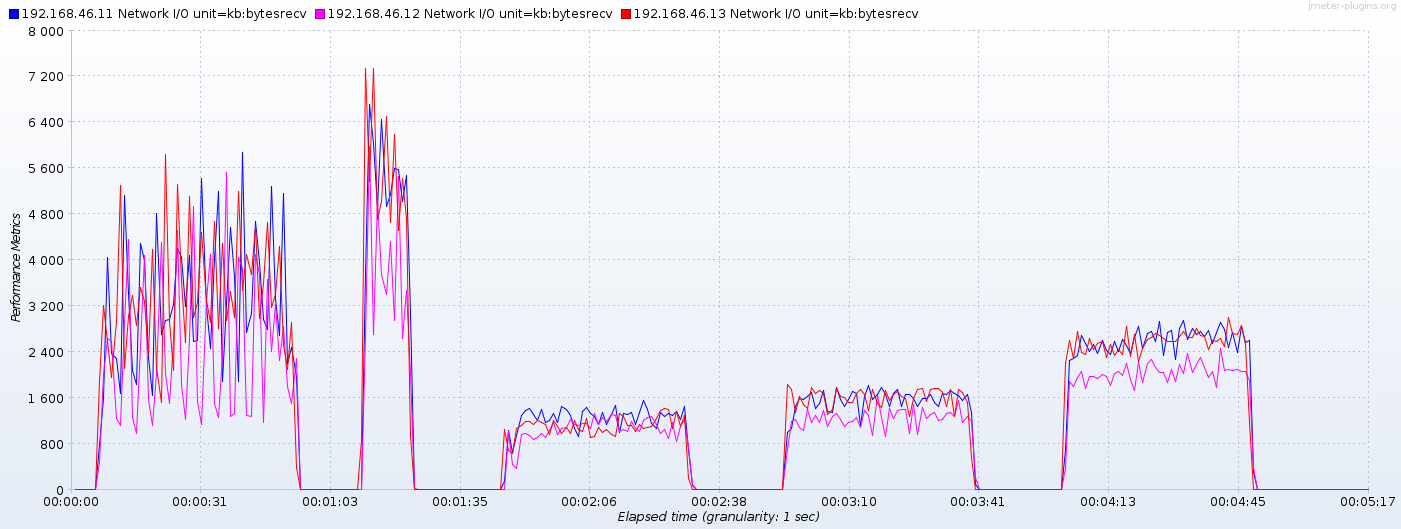 192.168.46.11 Network I/O unit=kb:bytesrecv 192.168.46.12 Network I/O unit=kb:bytesrecv 192.168.46.13 Network I/O unit=kb:bytesrecv
jmeter-plugins.org
8 000
7 200
6 400
5 600
4 800
4 000
3 200
2 400
1 600
800
0
Performance Metrics
00:00:00 00:00:31 00:01:03 00:01:35 00:02:06 00:02:38 00:03:10 00:03:41 00:04:13 00:04:45 00:05:17
Elapsed time (granularity: 1 sec)